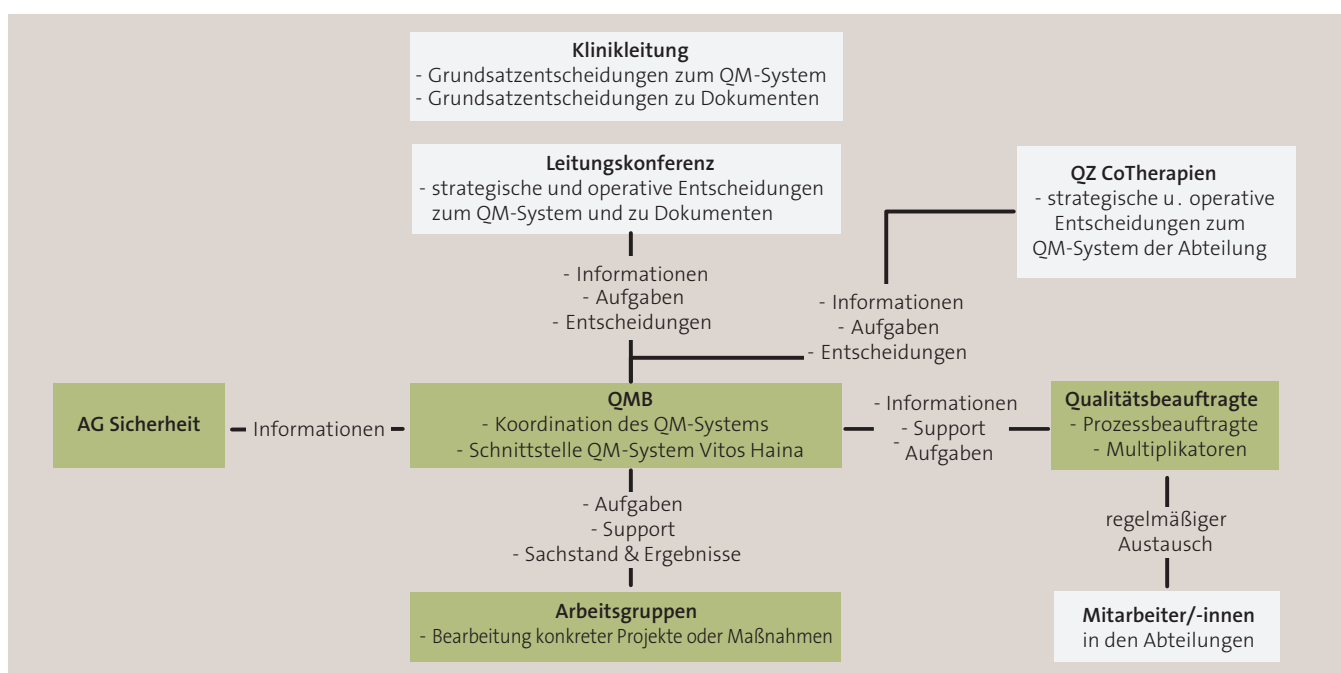 Klinikleitung
- Grundsatzentscheidungen zum QM-System
- Grundsatzentscheidungen zu Dokumenten
Leitungskonferenz
- strategische und operative Entscheidungen
zum QM-System und zu Dokumenten
QZ CoTherapien
- strategische u. operative
Entscheidungen zum
QM-System der Abteilung
- Informationen
- Aufgaben
- Entscheidungen
- Informationen
- Aufgaben
- Entscheidungen
AG Sicherheit
Informationen
QMB
- Koordination des QM-Systems
- Schnittstelle QM-System Vitos Haina
- Informationen
- Support
- Aufgaben
Qualitätsbeauftragte
- Prozessbeauftragte
- Multiplikatoren
- Aufgaben
- Support
- Sachstand & Ergebnisse
regelmäßiger
Austausch
Arbeitsgruppen
- Bearbeitung konkreter Projekte oder Maßnahmen
Mitarbeiter/-innen
in den Abteilungen